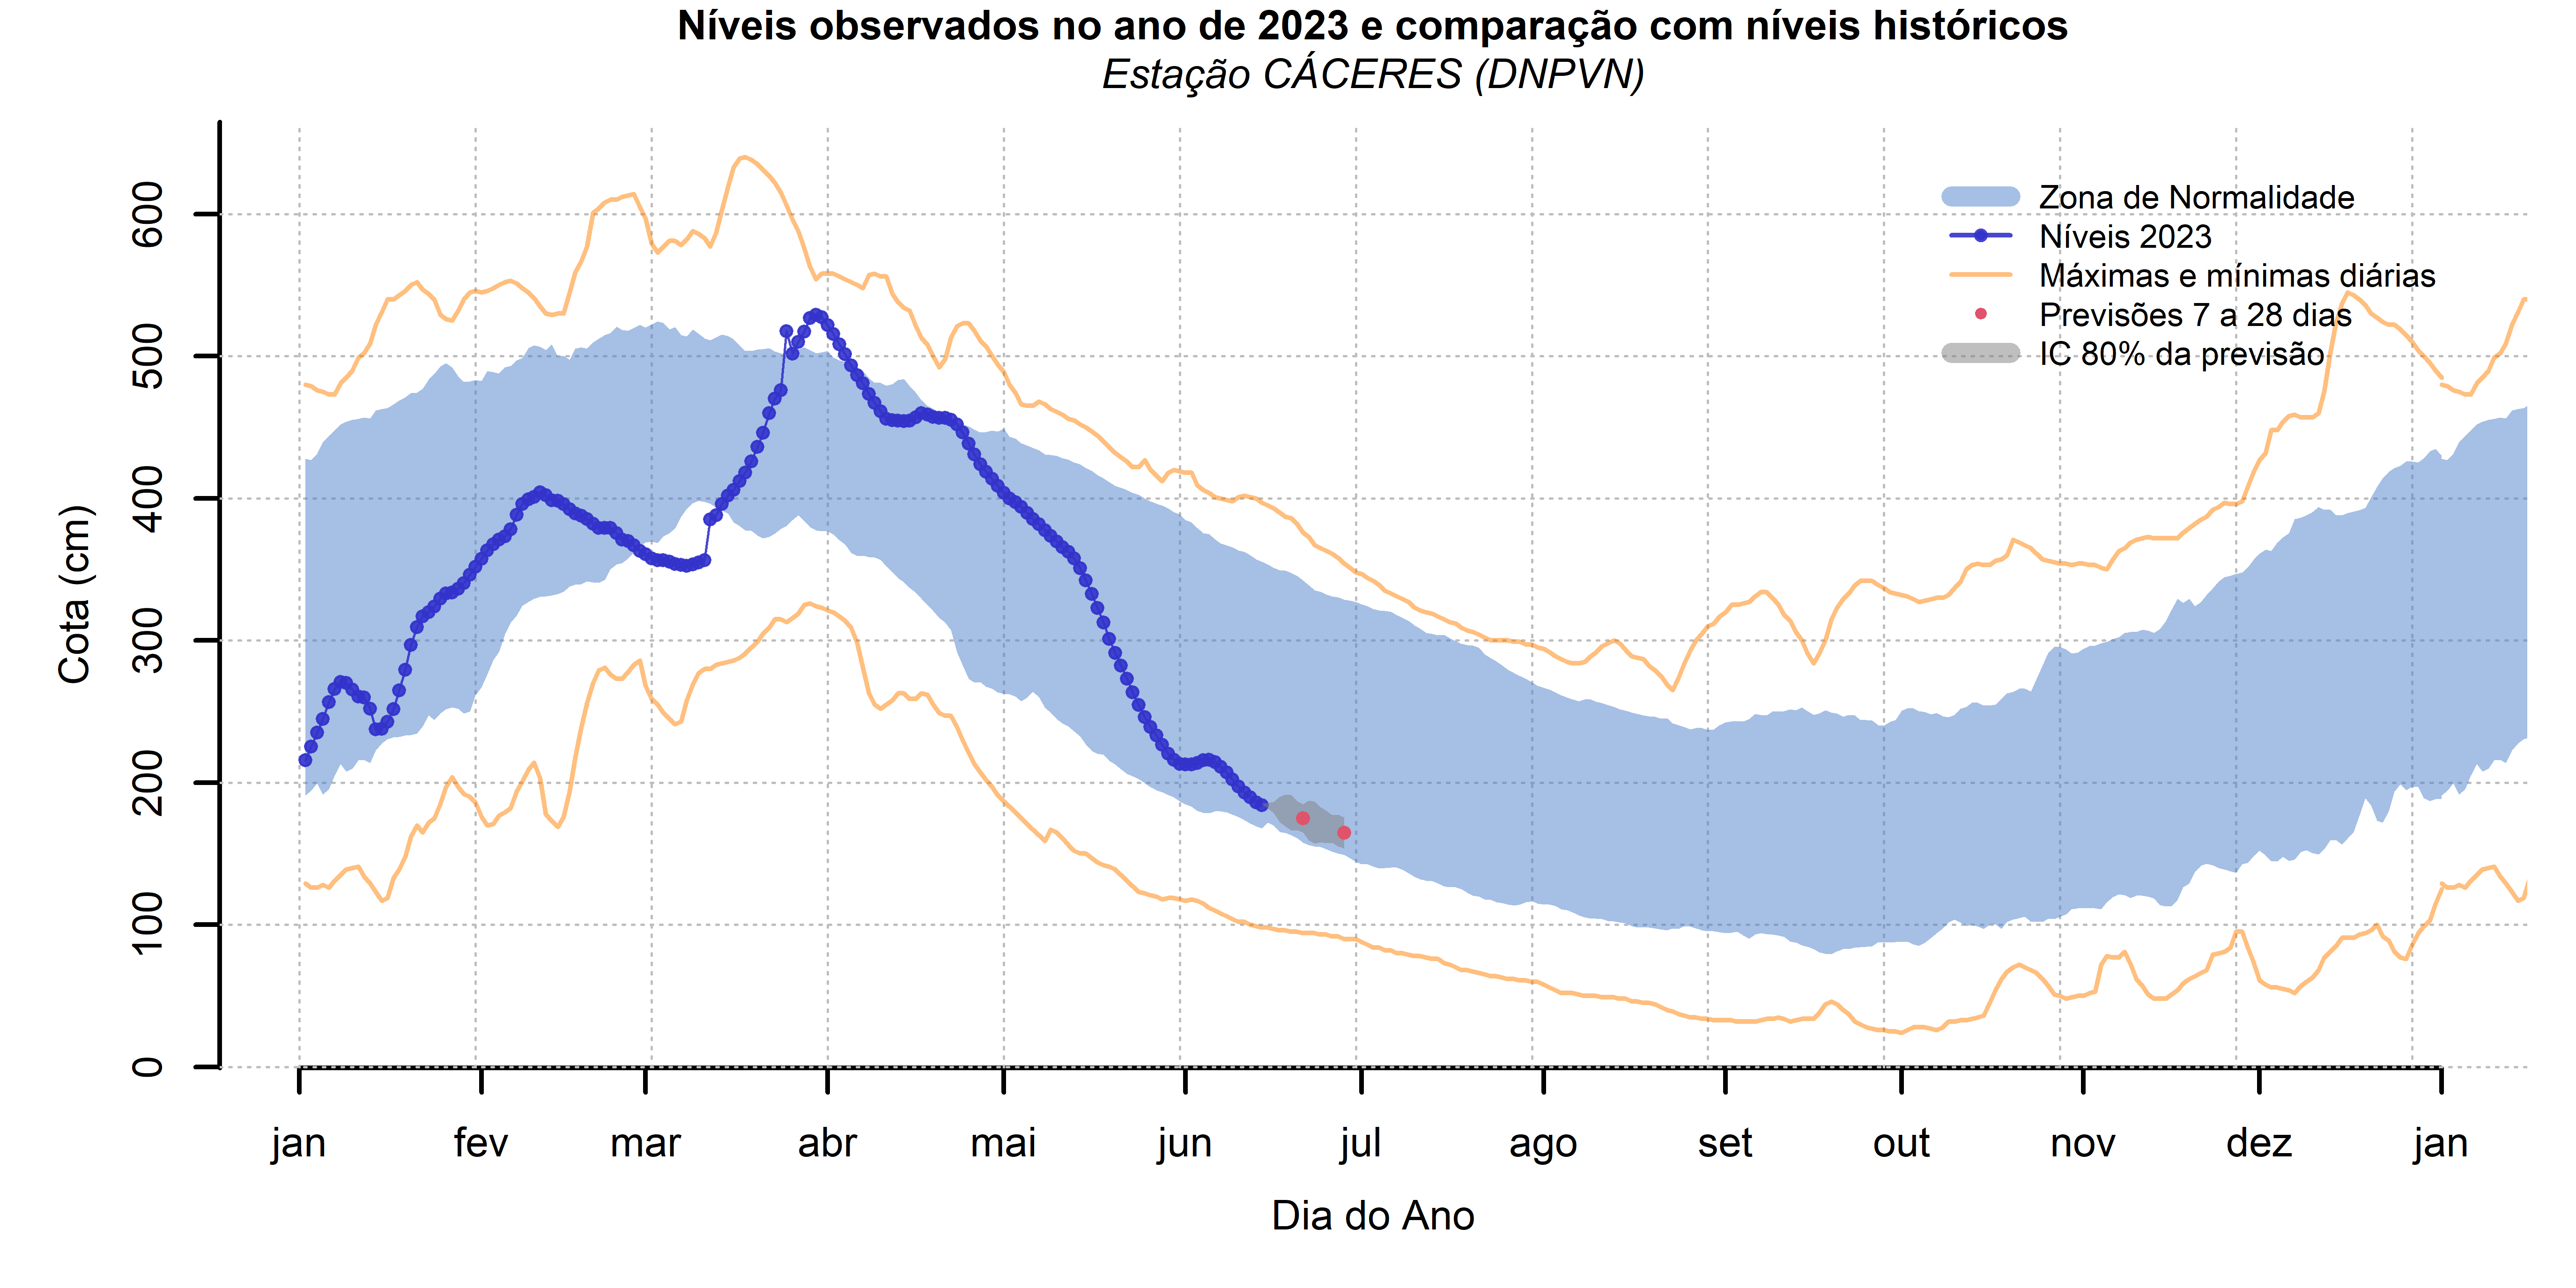 Níveis observados no ano de 2023 e comparação com níveis históricos
Estação CÁCERES (DNPVN)
Zona de Normalidade
Níveis 2023
Máximas e mínimas diárias
Previsões 7 a 28 dias
IC 80% da previsão
Cota (cm)
600
500
400
300
200
100
0
jan fev mar abr mai jun jul ago set out nov dez jan
Dia do Ano